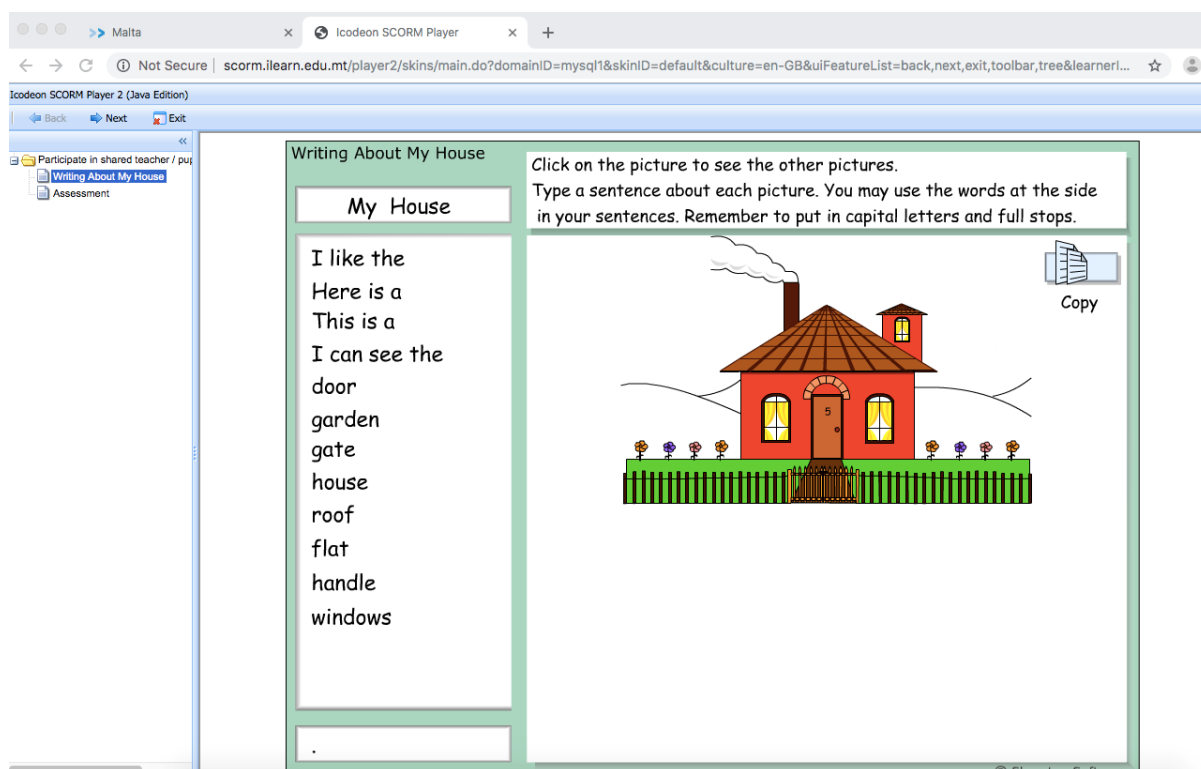 Malta
Icodeon SCORM Player
Not Secure | scorm.ilearn.edu.mt/player2/skins/main.do?domainID=mysql1&skinID=default&culture=en-GB&uiFeatureList=back,next,exit,toolbar,tree&learnerI...
Icodeon SCORM Player 2 (Java Edition)
Back Next Exit
Participate in shared teacher / pup
Writing About My House
Assessment
Writing About My House
My House
I like the
Here is a
This is a
I can see the
door
garden
gate
house
roof
flat
handle
windows
.
Click on the picture to see the other pictures.
Type a sentence about each picture. You may use the words at the side
in your sentences. Remember to put in capital letters and full stops.
Copy
5